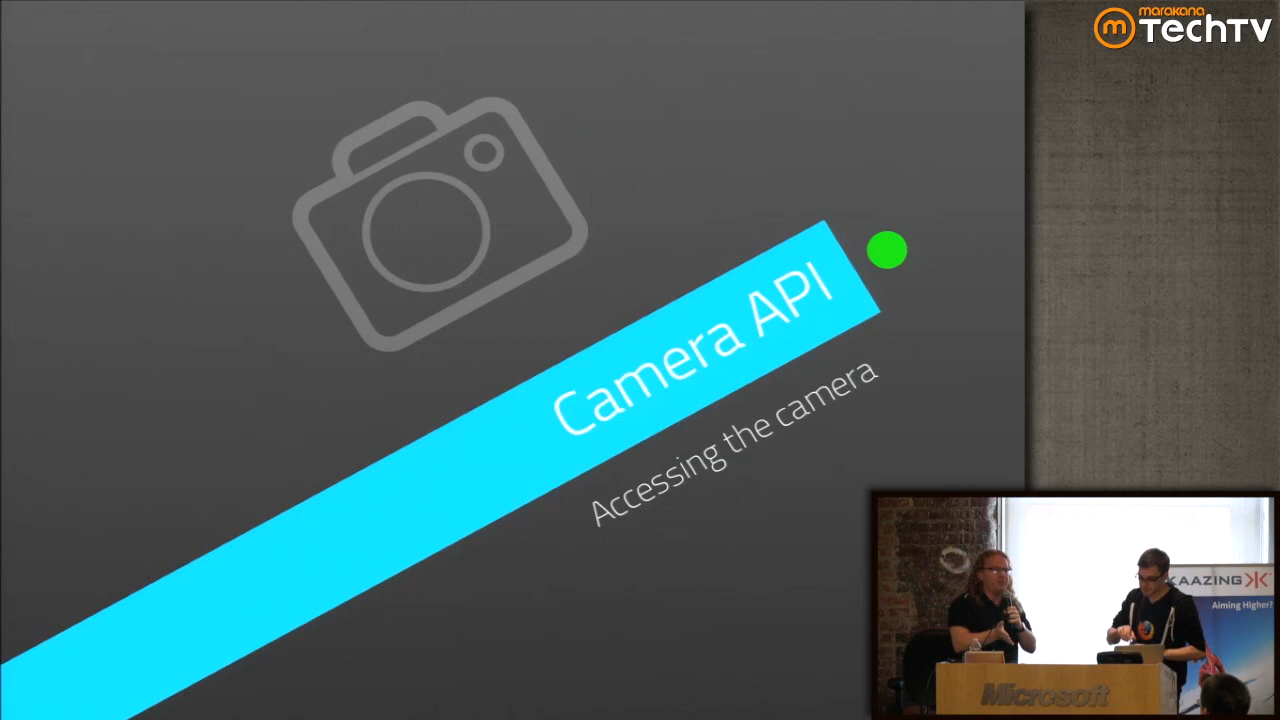 marakana
m TechTV
Camera API
Accessing the camera
KAAZING
Aiming Higher?
Microsoft